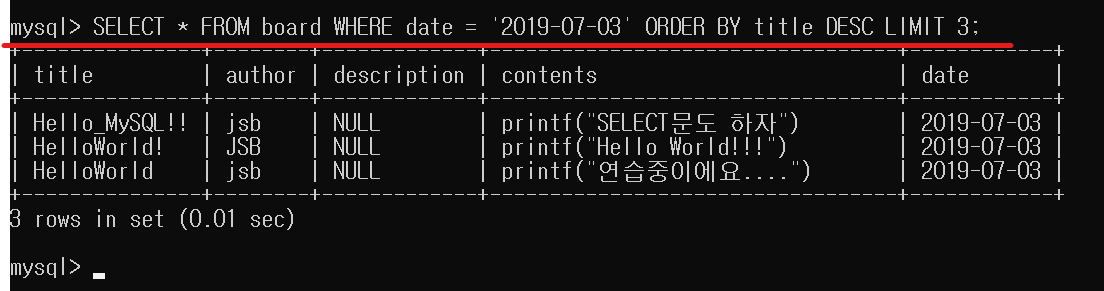 mysql> SELECT * FROM board WHERE date = '2019-07-03' ORDER BY title DESC LIMIT 3;
+---------------+--------+-------------+----------------------------------+------------+
| title | author | description | contents | date |
+---------------+--------+-------------+----------------------------------+------------+
| Hello_MySQL!! | jsb | NULL | printf("SELECT문도 하자") | 2019-07-03 |
| HelloWorld! | JSB | NULL | printf("Hello World!!!") | 2019-07-03 |
| HelloWorld | jsb | NULL | printf("연습중이에요....") | 2019-07-03 |
+---------------+--------+-------------+----------------------------------+------------+
3 rows in set (0.01 sec)
mysql>